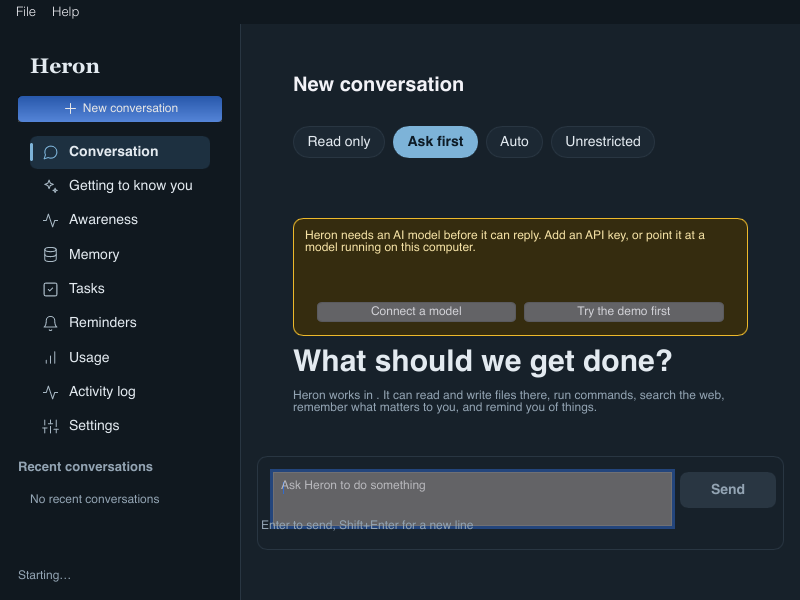 File Help
Heron
New conversation
Conversation
Getting to know you
Awareness
Memory
Tasks
Reminders
Usage
Activity log
Settings
Recent conversations
No recent conversations
Starting…
New conversation
Read only Ask first Auto Unrestricted
Heron needs an AI model before it can reply. Add an API key, or point it at a
model running on this computer.
Connect a model Try the demo first
What should we get done?
Heron works in . It can read and write files there, run commands, search the web,
remember what matters to you, and remind you of things.
Ask Heron to do something
Send
Enter to send, Shift+Enter for a new line